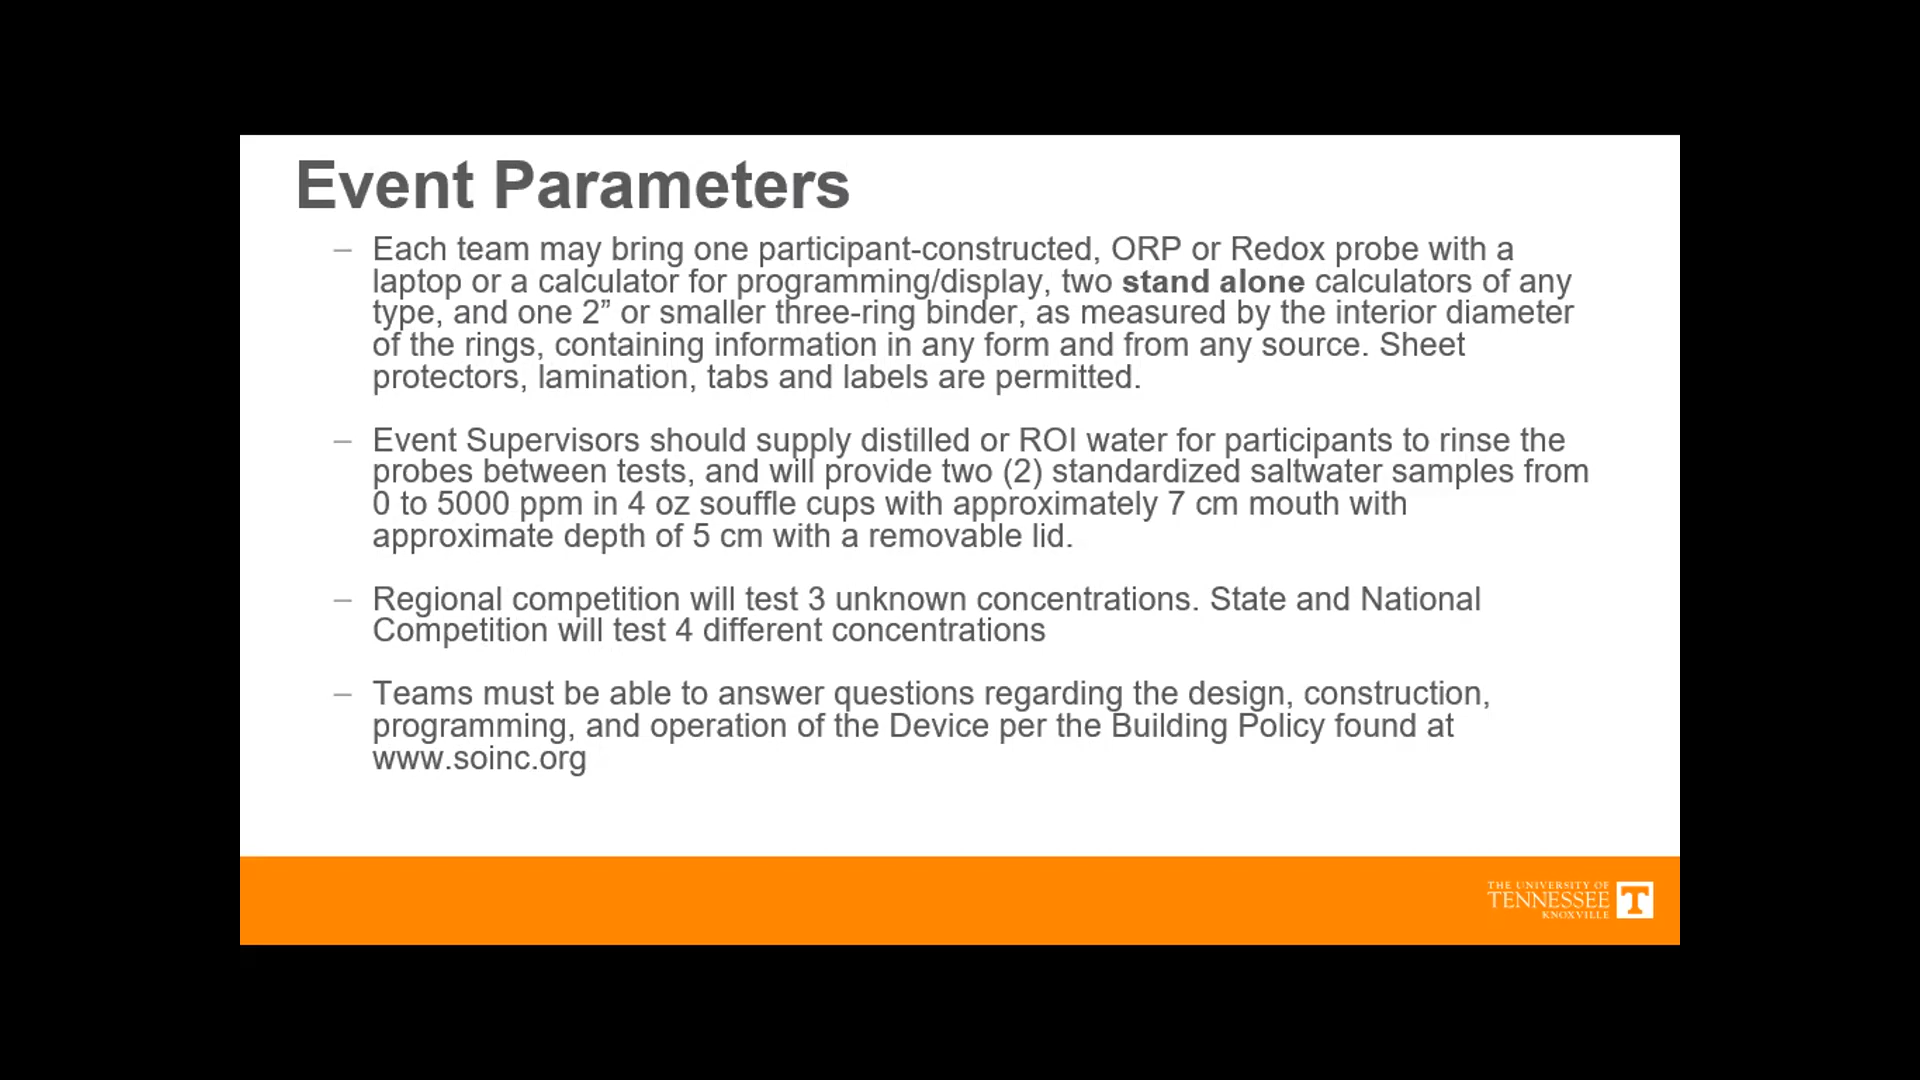 Event Parameters
– Each team may bring one participant-constructed, ORP or Redox probe with a
laptop or a calculator for programming/display, two stand alone calculators of any
type, and one 2” or smaller three-ring binder, as measured by the interior diameter
of the rings, containing information in any form and from any source. Sheet
protectors, lamination, tabs and labels are permitted.
– Event Supervisors should supply distilled or ROI water for participants to rinse the
probes between tests, and will provide two (2) standardized saltwater samples from
0 to 5000 ppm in 4 oz souffle cups with approximately 7 cm mouth with
approximate depth of 5 cm with a removable lid.
– Regional competition will test 3 unknown concentrations. State and National
Competition will test 4 different concentrations
– Teams must be able to answer questions regarding the design, construction,
programming, and operation of the Device per the Building Policy found at
www.soinc.org
THE UNIVERSITY OF
TENNESSEE
KNOXVILLE
T